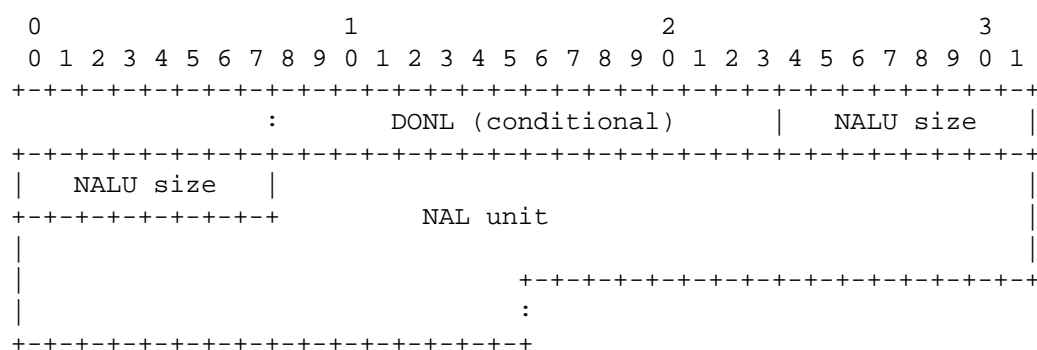 0                   1                   2                   3
0 1 2 3 4 5 6 7 8 9 0 1 2 3 4 5 6 7 8 9 0 1 2 3 4 5 6 7 8 9 0 1
+-+-+-+-+-+-+-+-+-+-+-+-+-+-+-+-+-+-+-+-+-+-+-+-+-+-+-+-+-+-+-+-+
:       DONL (conditional)      |   NALU size   |
+-+-+-+-+-+-+-+-+-+-+-+-+-+-+-+-+-+-+-+-+-+-+-+-+-+-+-+-+-+-+-+-+
|   NALU size   |                                               |
+-+-+-+-+-+-+-+-+         NAL unit                              |
|                                                               |
|                               +-+-+-+-+-+-+-+-+-+-+-+-+-+-+-+-+
|                               :
+-+-+-+-+-+-+-+-+-+-+-+-+-+-+-+-+